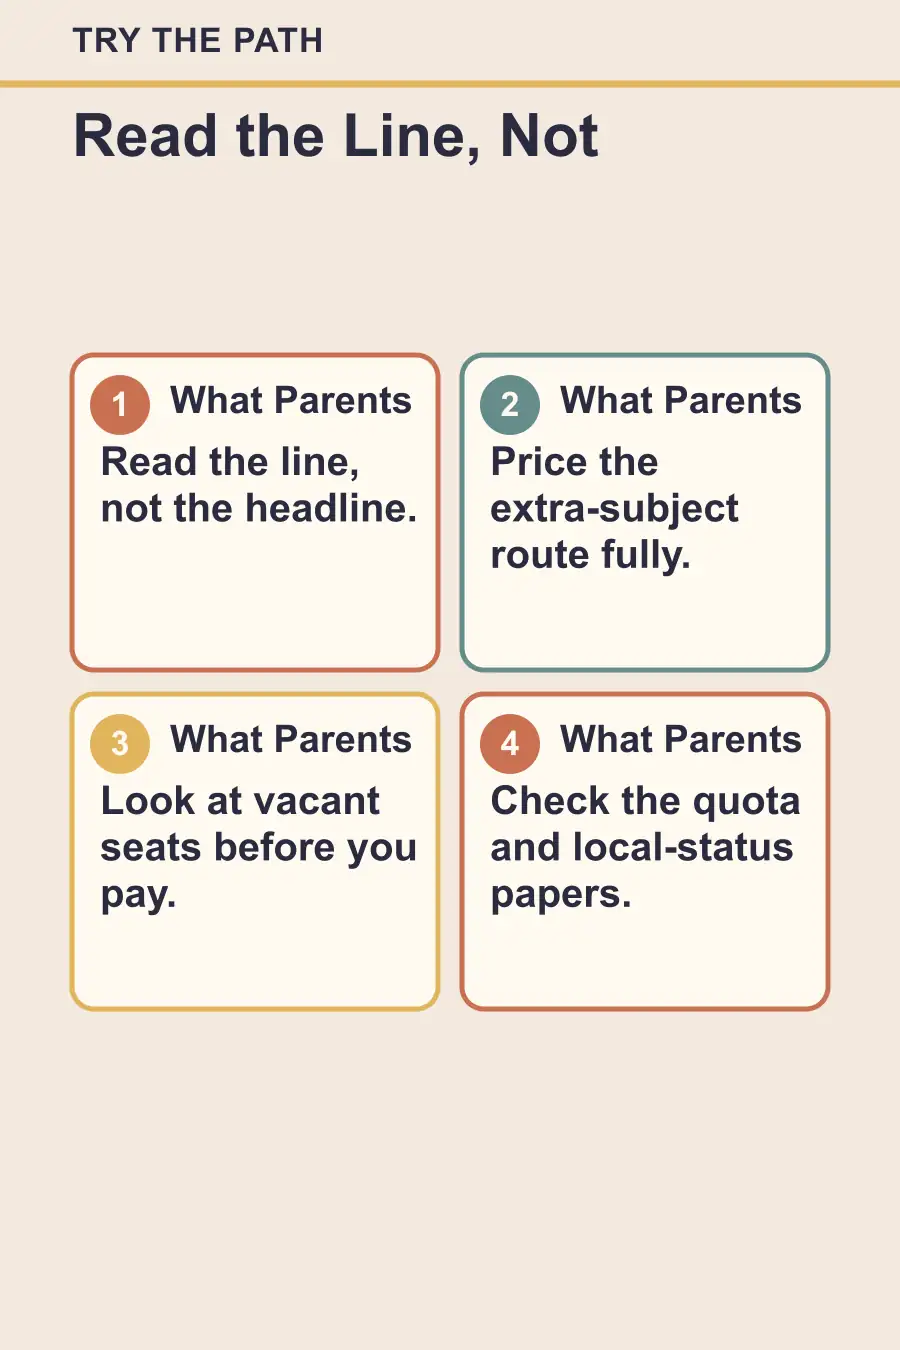 TRY THE PATH
Read the Line, Not
1 What Parents
Read the line,
not the headline.
2 What Parents
Price the
extra-subject
route fully.
3 What Parents
Look at vacant
seats before you
pay.
4 What Parents
Check the quota
and local-status
papers.